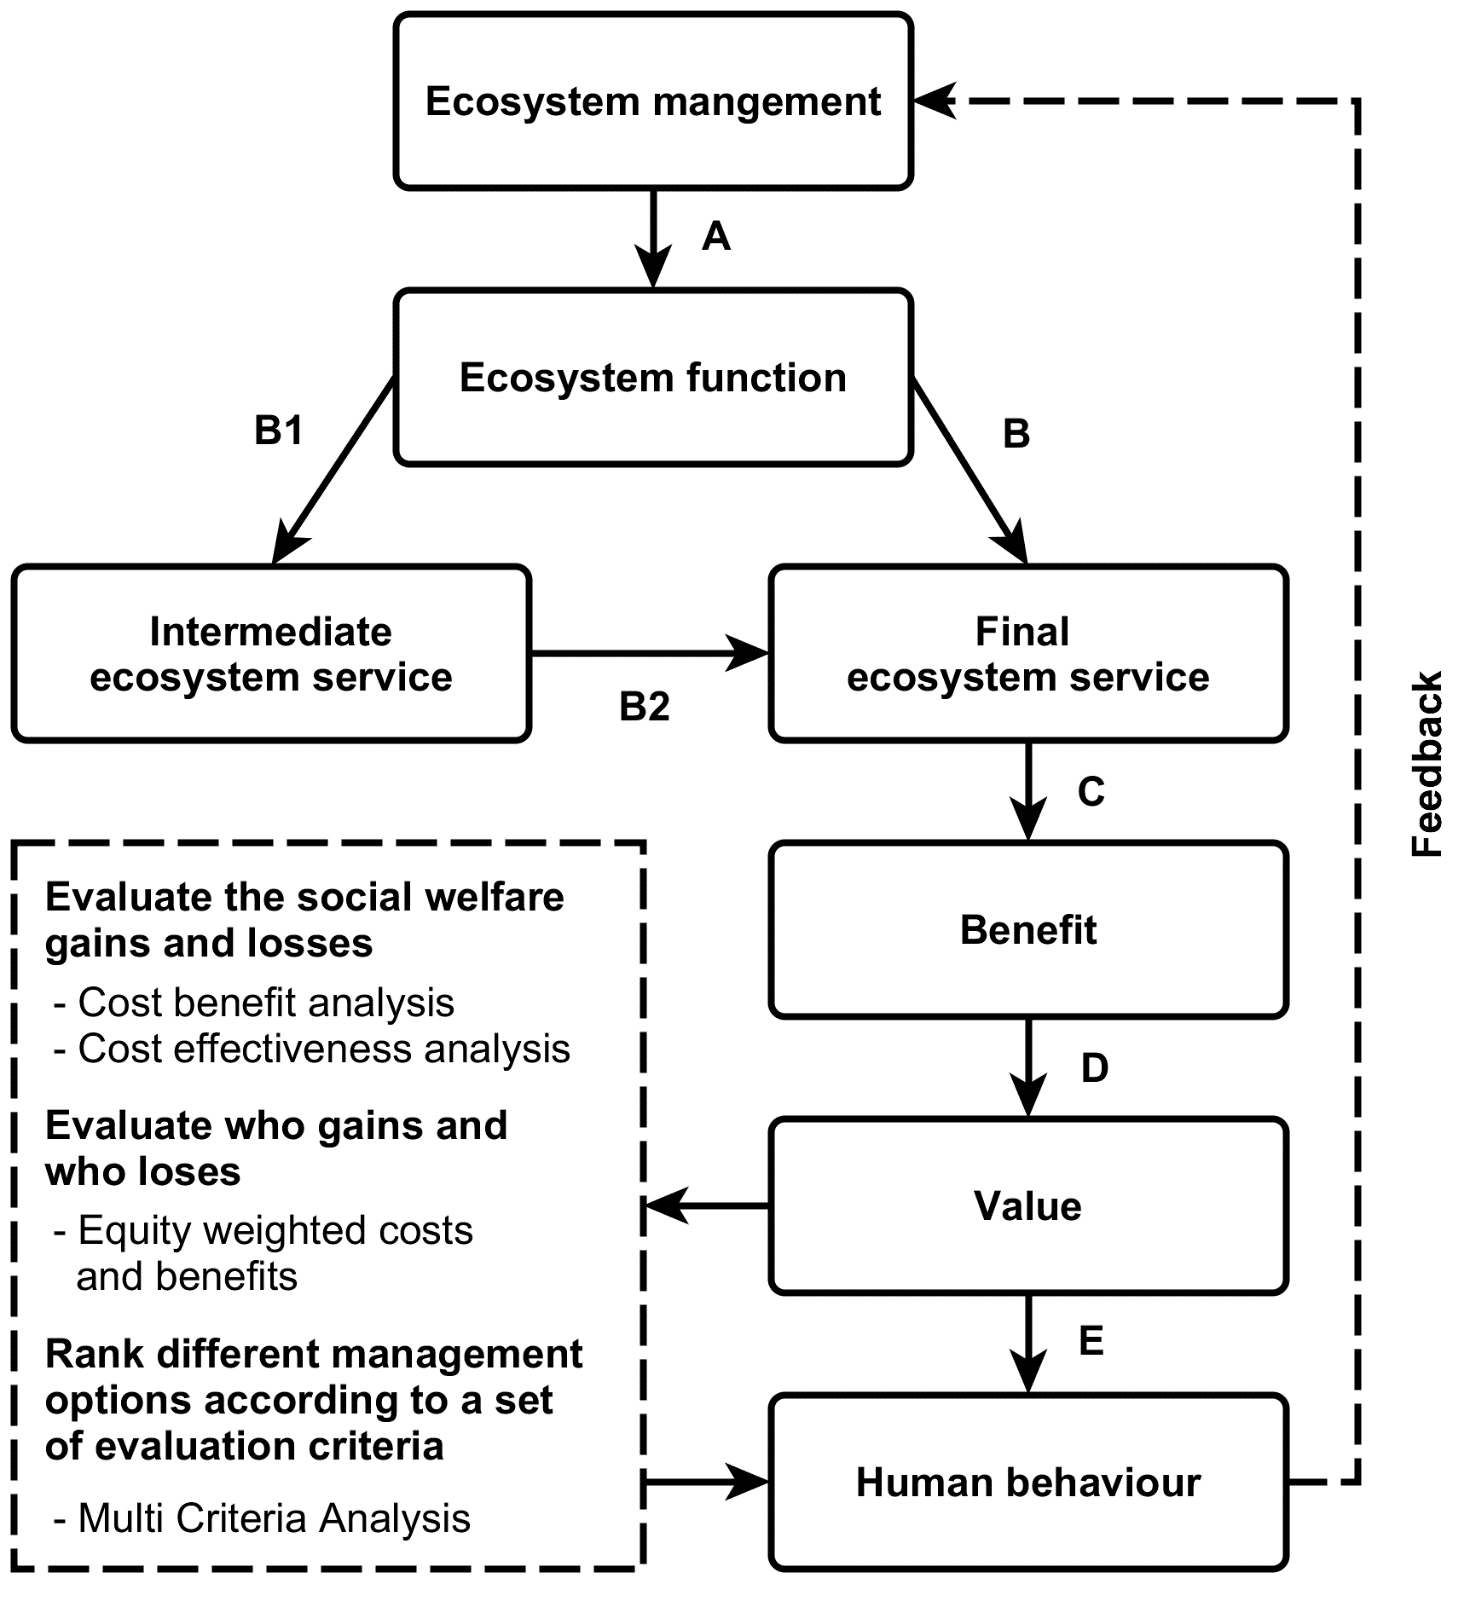 Ecosystem mangement
A
Ecosystem function
B1
B
Intermediate
ecosystem service
B2
Final
ecosystem service
C
Benefit
D
Value
E
Human behaviour
Feedback
Evaluate the social welfare
gains and losses
- Cost benefit analysis
- Cost effectiveness analysis
Evaluate who gains and
who loses
- Equity weighted costs
and benefits
Rank different management
options according to a set
of evaluation criteria
- Multi Criteria Analysis